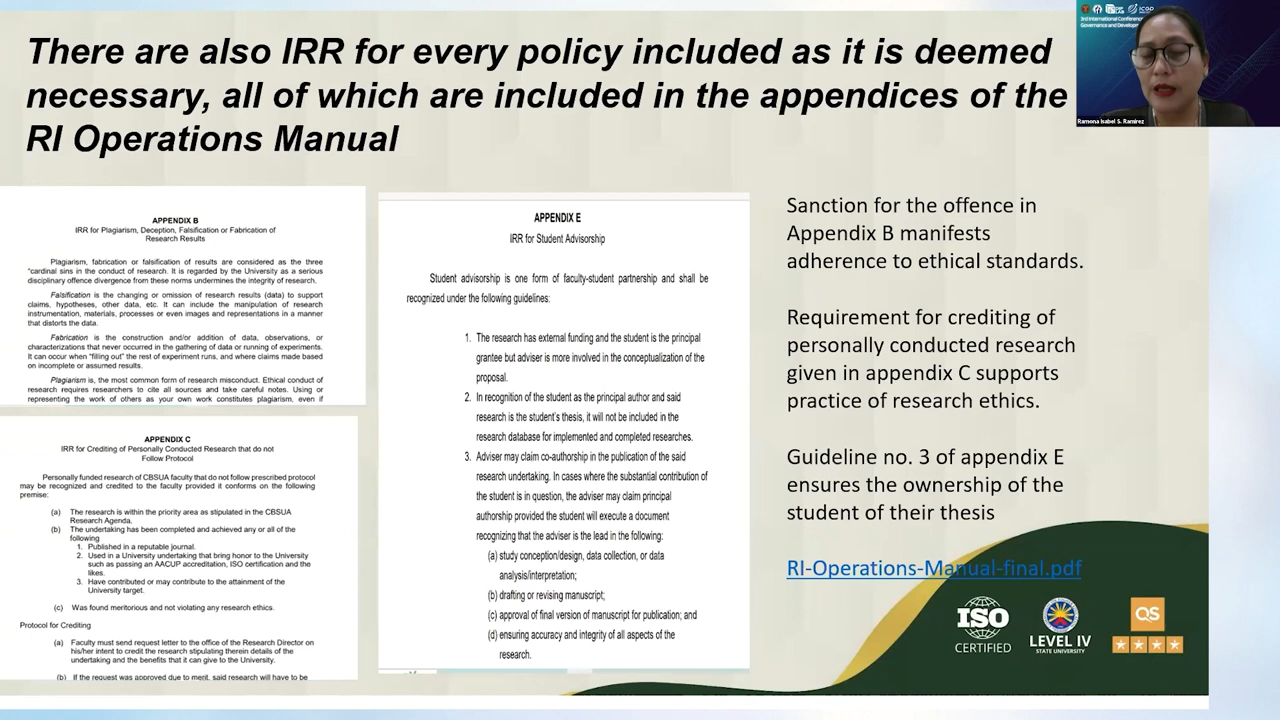 There are also IRR for every policy included as it is deemed
necessary, all of which are included in the appendices of the
RI Operations Manual
3rd International Conference
Governance and Develop
Ramona Isabel S. Ramirez
APPENDIX B
IRR for Plagiarism, Deception, Falsification or Fabrication of
Research Results
Plagiarism, fabrication or falsification of results are considered as the three
"cardinal sins in the conduct of research. It is regarded by the University as a serious
disciplinary offence divergence from these norms undermines the integrity of research.
Falsification is the changing or omission of research results (data) to support
claims, hypotheses, other data, etc. It can include the manipulation of research
instrumentation, materials, processes or even images and representations in a manner
that distorts the data.
Fabrication is the construction and/or addition of data, observations, or
characterizations that never occurred in the gathering of data or running of experiments.
It can occur when "filling out" the rest of experiment runs, and where claims made based
on incomplete or assumed results.
Plagiarism is, the most common form of research misconduct. Ethical conduct of
research requires researchers to cite all sources and take careful notes. Using or
representing the work of others as your own work constitutes plagiarism, even if
APPENDIX C
IRR for Crediting of Personally Conducted Research that do not
Follow Protocol
Personally funded research of CBSUA faculty that do not follow prescribed protocol
may be recognized and credited to the faculty provided it conforms on the following
premise:
(a) The research is within the priority area as stipulated in the CBSUA
Research Agenda.
(b) The undertaking has been completed and achieved any or all of the
following
1. Published in a reputable journal.
2. Used in a University undertaking that bring honor to the University
such as passing an AACUP accreditation, ISO certification and the
likes.
3. Have contributed or may contribute to the attainment of the
University target.
(c) Was found meritorious and not violating any research ethics.
Protocol for Crediting
(a) Faculty must send request letter to the office of the Research Director on
his/her intent to credit the research stipulating therein details of the
undertaking and the benefits that it can give to the University.
(b) If the request was approved due to merit, said research will have to be
APPENDIX E
IRR for Student Advisorship
Student advisorship is one form of faculty-student partnership and shall be
recognized under the following guidelines:
1. The research has external funding and the student is the principal
grantee but adviser is more involved in the conceptualization of the
proposal.
2. In recognition of the student as the principal author and said
research is the student's thesis, it will not be included in the
research database for implemented and completed researches.
3. Adviser may claim co-authorship in the publication of the said
research undertaking. In cases where the substantial contribution of
the student is in question, the adviser may claim principal
authorship provided the student will execute a document
recognizing that the adviser is the lead in the following:
(a) study conception/design, data collection, or data
analysis/interpretation;
(b) drafting or revising manuscript;
(c) approval of final version of manuscript for publication; and
(d) ensuring accuracy and integrity of all aspects of the
research.
Sanction for the offence in
Appendix B manifests
adherence to ethical standards.
Requirement for crediting of
personally conducted research
given in appendix C supports
practice of research ethics.
Guideline no. 3 of appendix E
ensures the ownership of the
student of their thesis
RI-Operations-Manual-final.pdf
ISO
CERTIFIED
LEVEL IV
STATE UNIVERSITY
QS